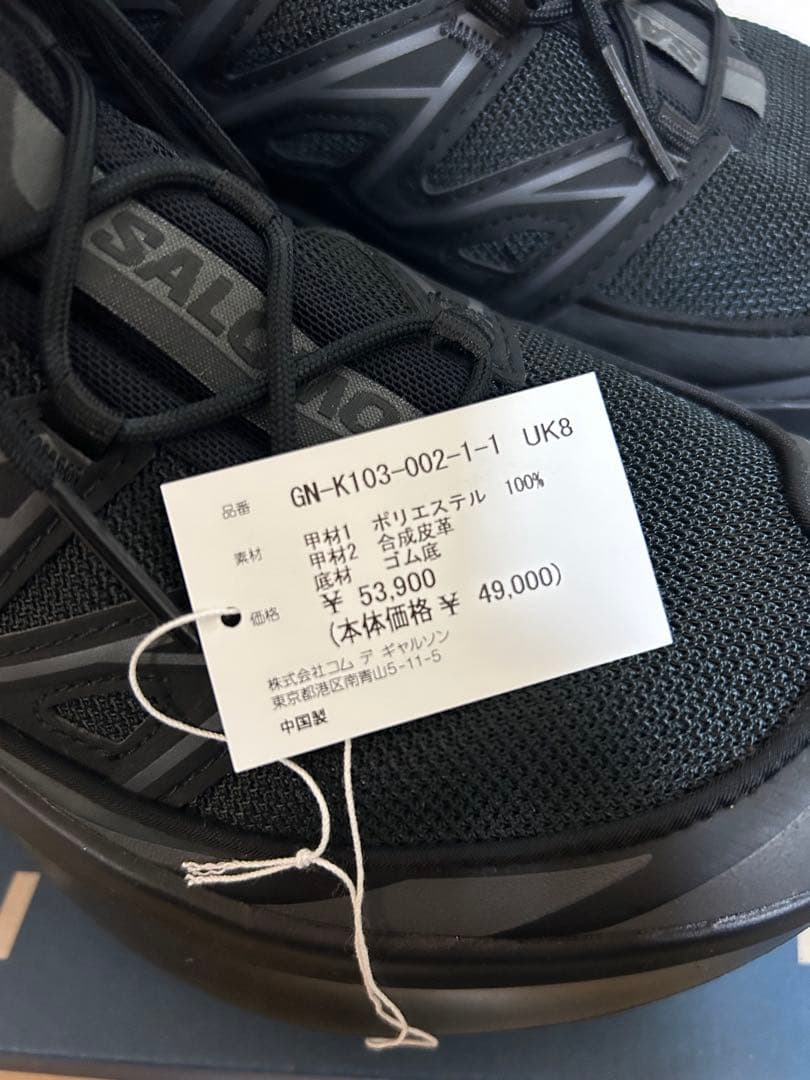 SALOMO
SA
品番 GN-K103-002-1-1 UK8
素材 甲材1 ポリエステル 100%
甲材2 合成皮革
底材 ゴム底
価格 ¥ 53,900
(本体価格 ¥ 49,000)
株式会社コム デ ギャルソン
東京都港区南青山5-11-5
中国製